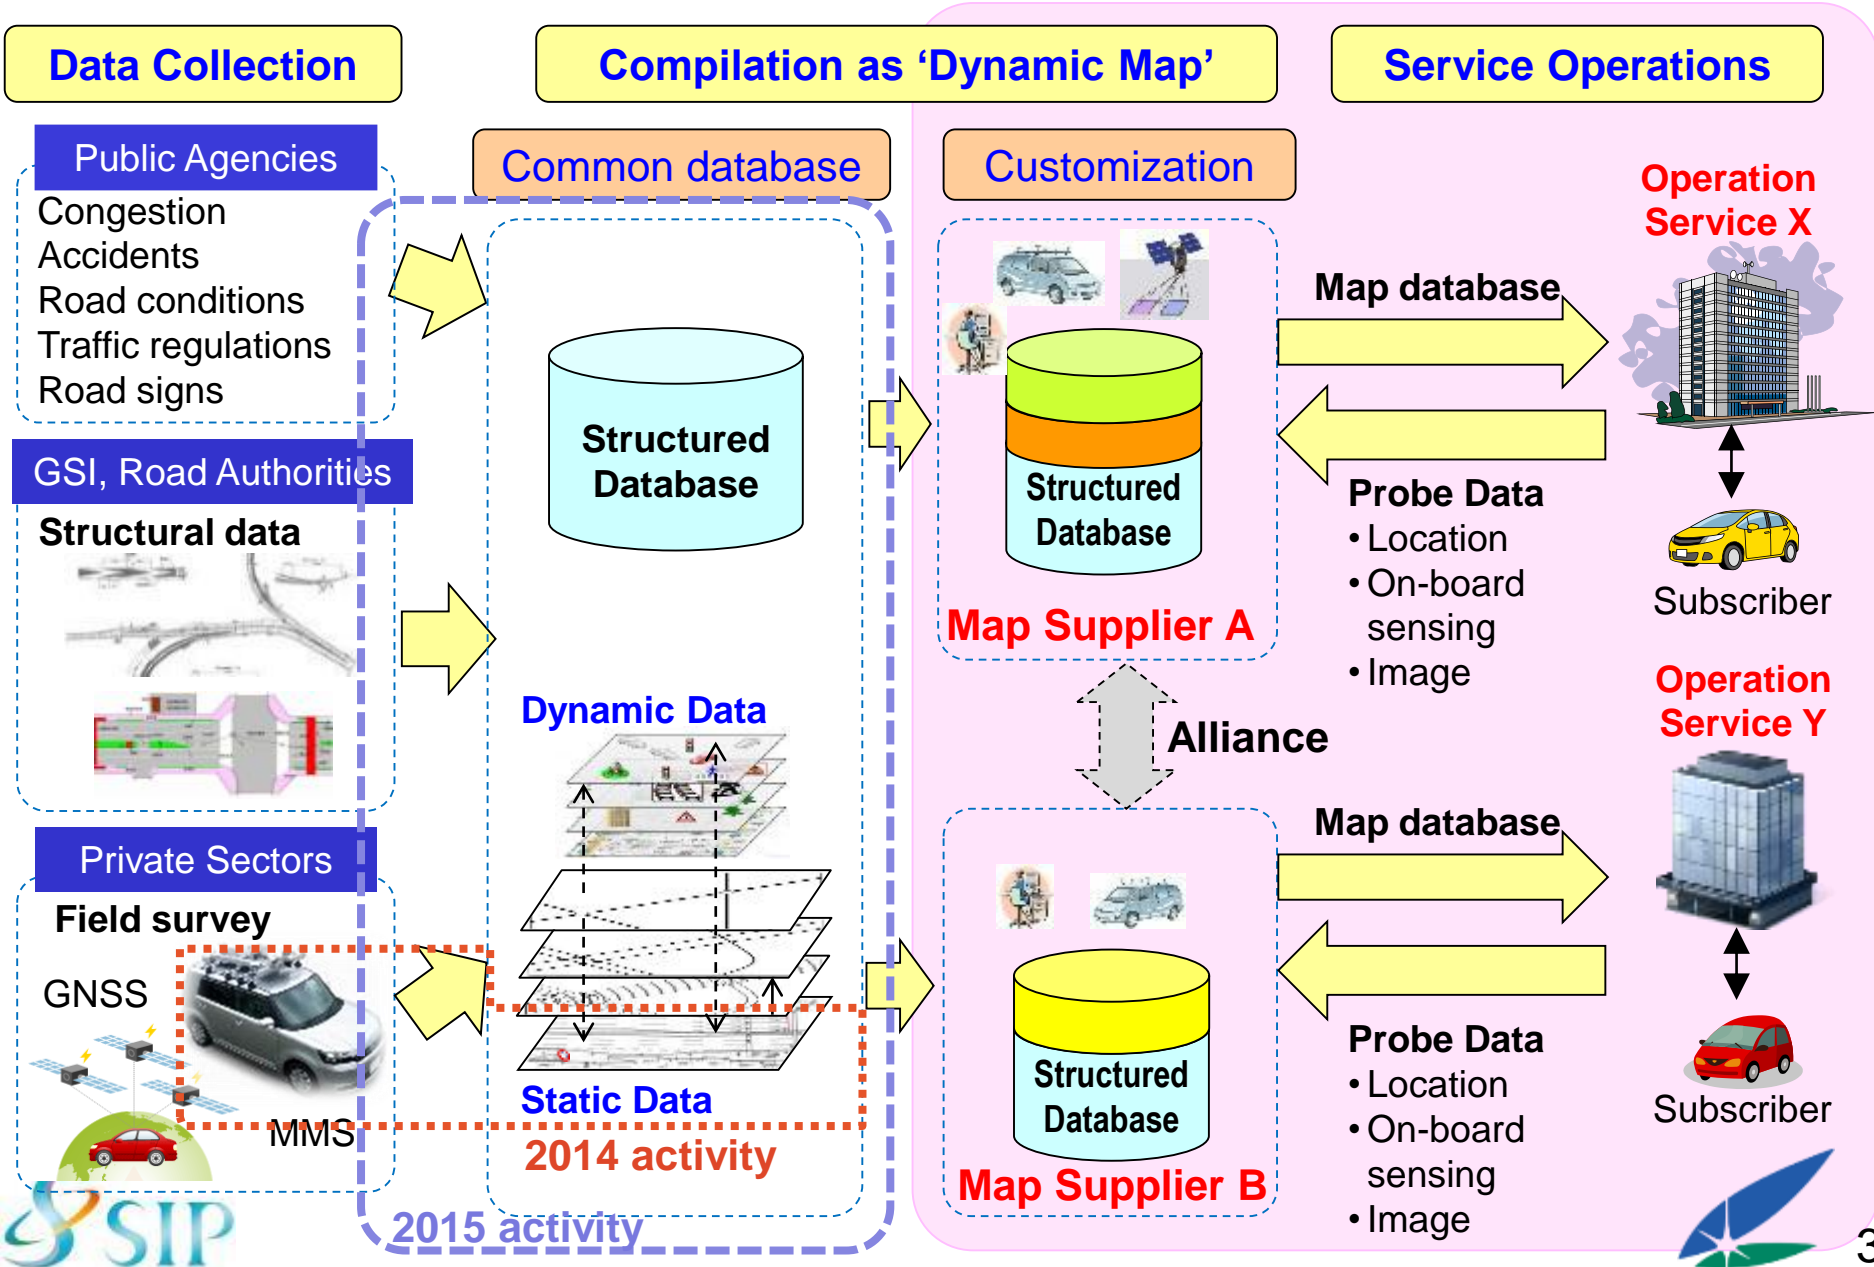 Data Collection
Compilation as ‘Dynamic Map’
Service Operations
Public Agencies
Congestion
Accidents
Road conditions
Traffic regulations
Road signs
GSI, Road Authorities
Structural data
Private Sectors
Field survey
GNSS
MMS
SIP
Common database
Structured
Database
Dynamic Data
Static Data
2014 activity
2015 activity
Customization
Structured
Database
Map Supplier A
Alliance
Structured
Database
Map Supplier B
Map database
Probe Data
• Location
• On-board
sensing
• Image
Map database
Probe Data
• Location
• On-board
sensing
• Image
Operation
Service X
Subscriber
Operation
Service Y
Subscriber
3